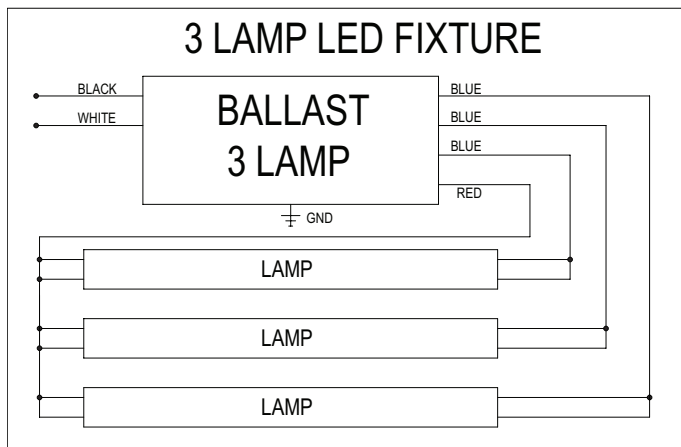 3 LAMP LED FIXTURE
BLACK
WHITE
BALLAST
3 LAMP
BLUE
BLUE
BLUE
RED
GND
LAMP
LAMP
LAMP